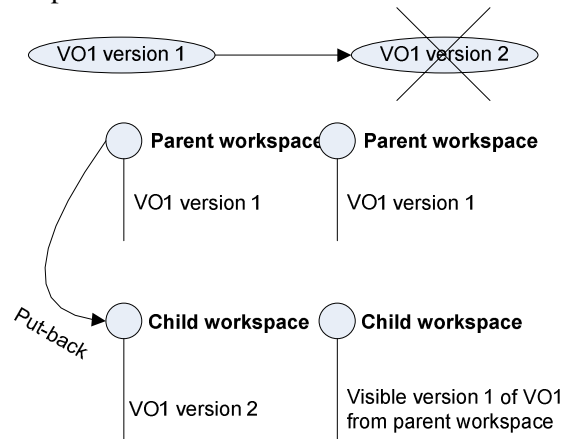 VO1 version 1
VO1 version 2
Parent workspace
Parent workspace
VO1 version 1
VO1 version 1
Put-back
Child workspace
Child workspace
VO1 version 2
Visible version 1 of VO1
from parent workspace